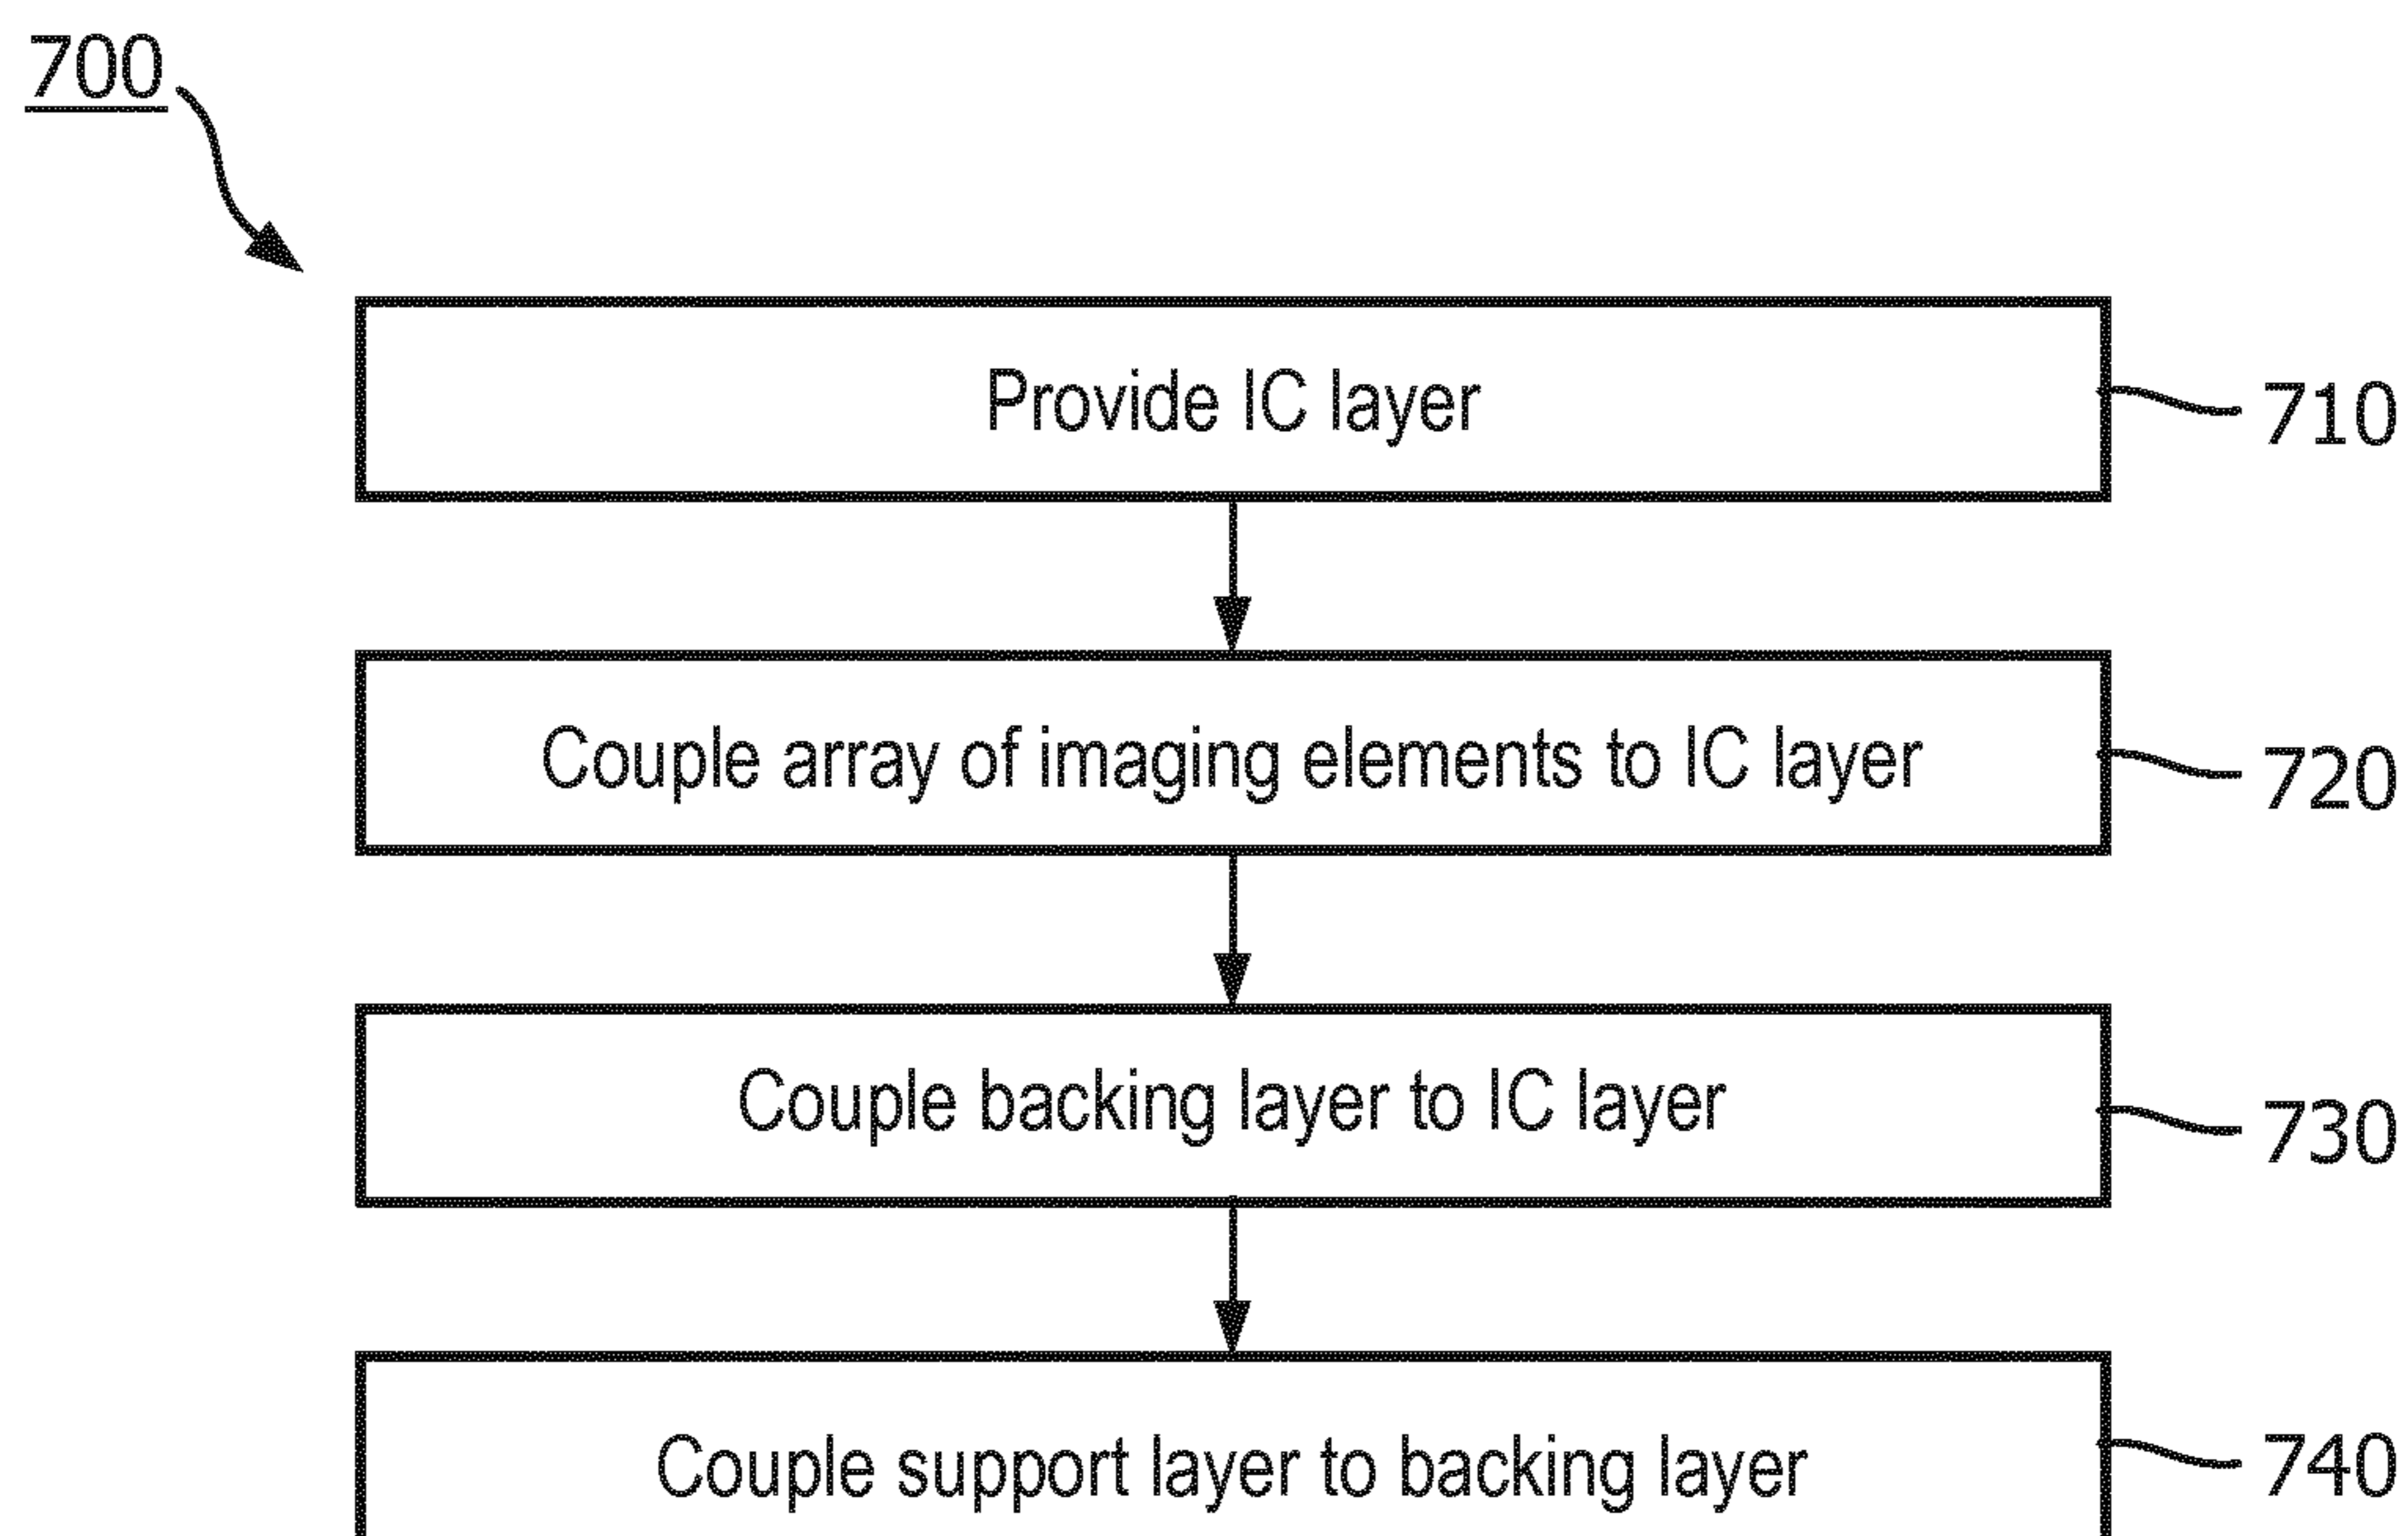 700
Provide IC layer
710
Couple array of imaging elements to IC layer
720
Couple backing layer to IC layer
730
Couple support layer to backing layer
740